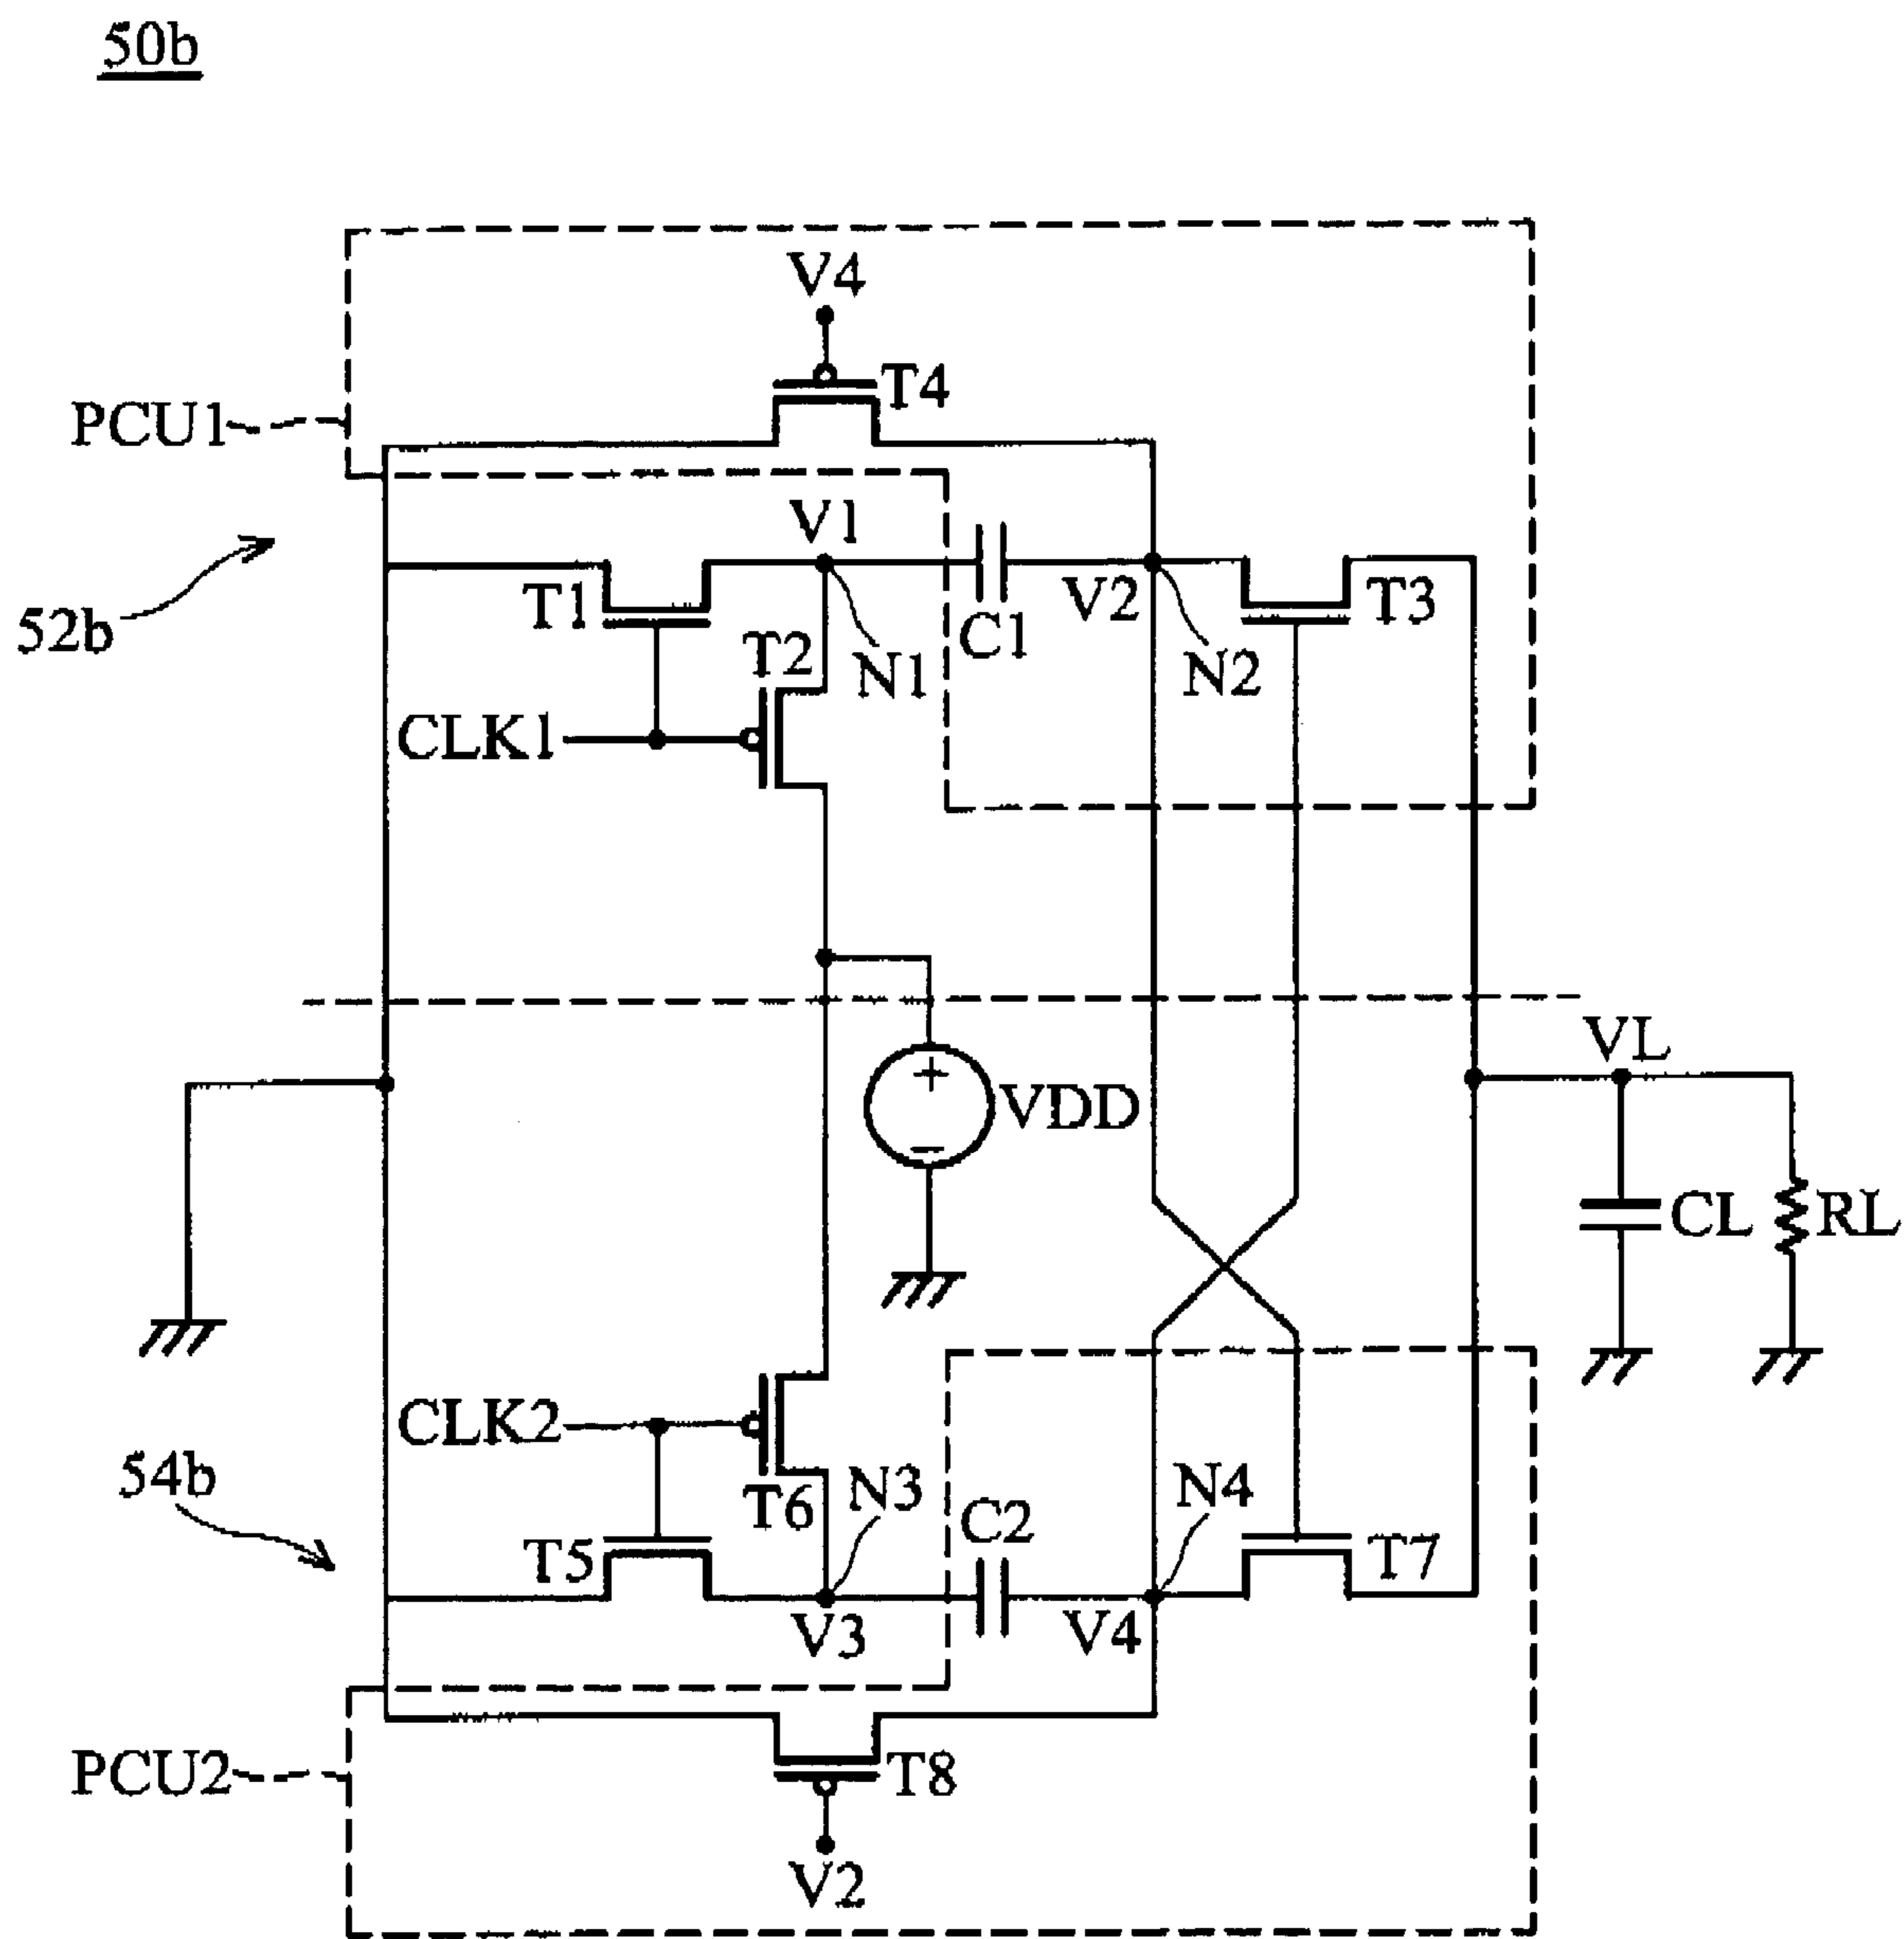 50b
V4
T4
PCU1
V1
T1
C1
V2
T3
52b
T2
N1
N2
CLK1
VL
+
VDD
-
CL
RL
CLK2
54b
N3
N4
T6
C2
T5
T7
V3
V4
PCU2
T8
V2